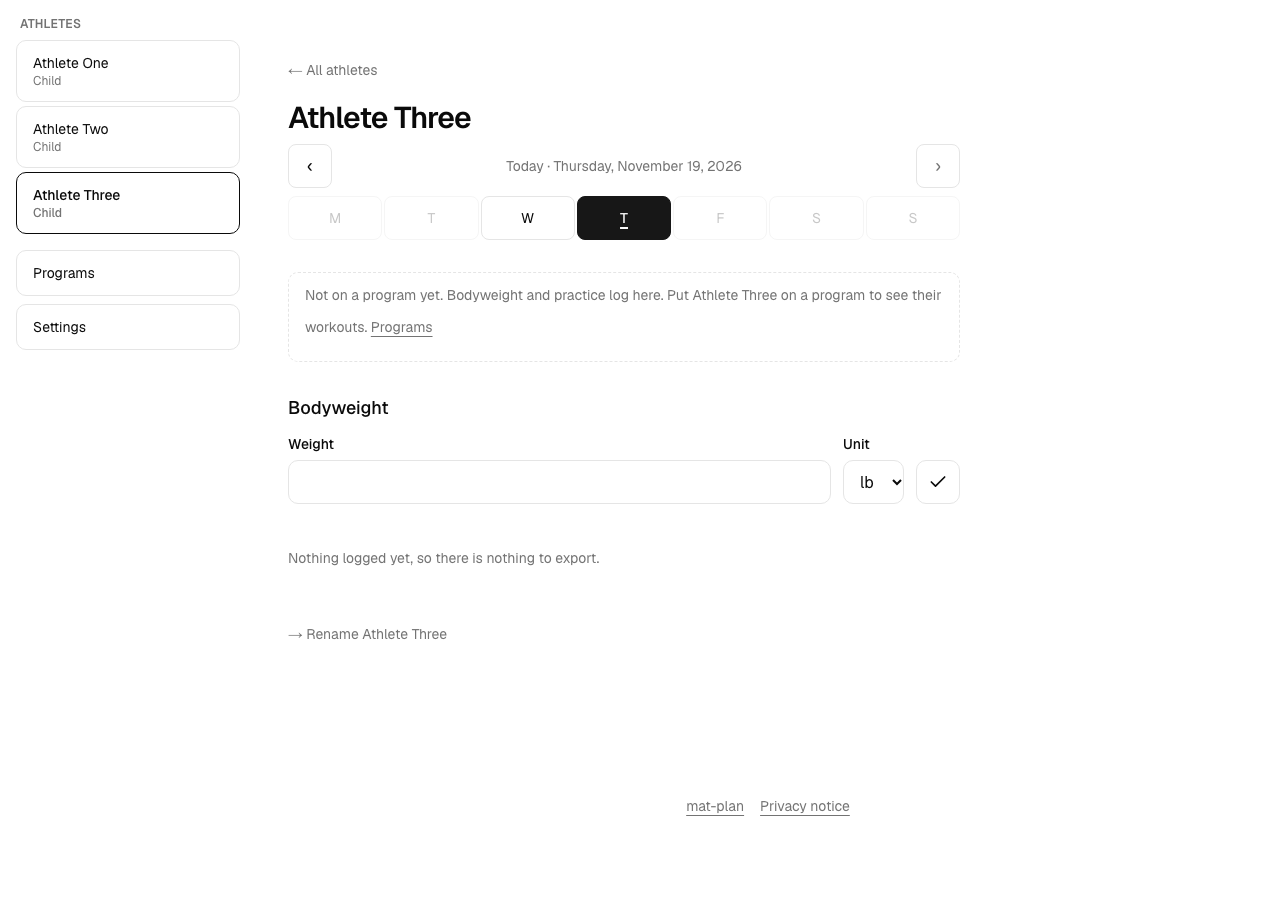 ATHLETES
Athlete One
Child
Athlete Two
Child
Athlete Three
Child
Programs
Settings
← All athletes
Athlete Three
‹ Today · Thursday, November 19, 2026 ›
M T W T F S S
Not on a program yet. Bodyweight and practice log here. Put Athlete Three on a program to see their
workouts. Programs
Bodyweight
Weight Unit
lb
Nothing logged yet, so there is nothing to export.
→ Rename Athlete Three
mat-plan Privacy notice